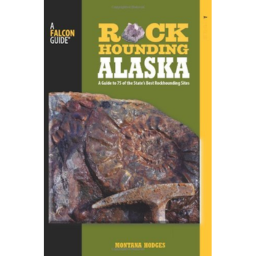 A
FALCON
GUIDE®
ROCK
HOUNDING
ALASKA
A Guide to 75 of the State's Best Rockhounding Sites
MONTANA HODGES